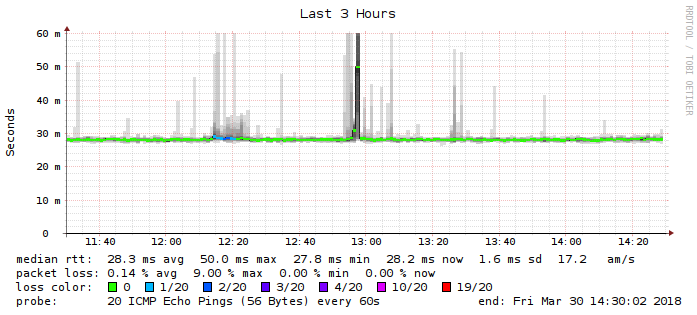 Last 3 Hours
RRDTOOL / TOBI OETIKER
Seconds
60 m
50 m
40 m
30 m
20 m
10 m
0
11:40 12:00 12:20 12:40 13:00 13:20 13:40 14:00 14:20
median rtt: 28.3 ms avg 50.0 ms max 27.8 ms min 28.2 ms now 1.6 ms sd 17.2 am/s
packet loss: 0.14 % avg 9.00 % max 0.00 % min 0.00 % now
loss color: 0 1/20 2/20 3/20 4/20 10/20 19/20
probe: 20 ICMP Echo Pings (56 Bytes) every 60s end: Fri Mar 30 14:30:02 2018